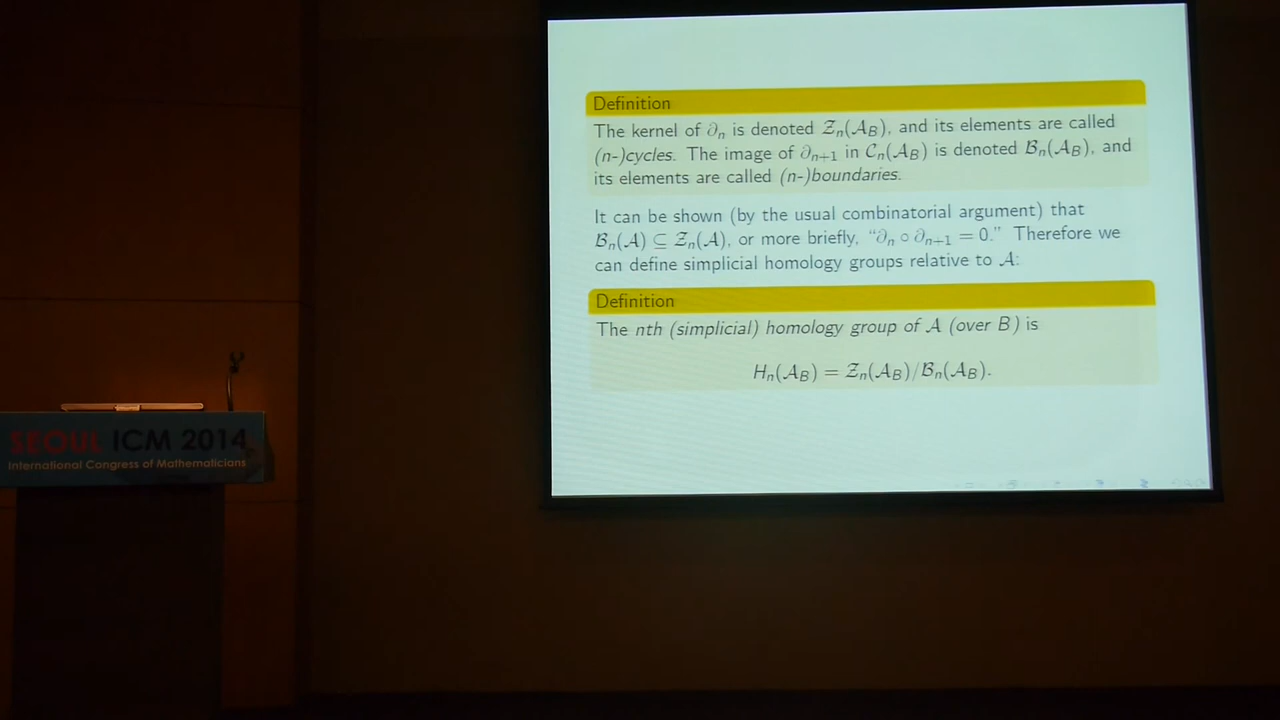 Definition
The kernel of ∂ₙ is denoted 𝒵ₙ(𝒜_B), and its elements are called
(n-)cycles. The image of ∂ₙ₊₁ in 𝒞ₙ(𝒜_B) is denoted ℬₙ(𝒜_B), and
its elements are called (n-)boundaries.
It can be shown (by the usual combinatorial argument) that
ℬₙ(𝒜) ⊆ 𝒵ₙ(𝒜), or more briefly, “∂ₙ ∘ ∂ₙ₊₁ = 0.” Therefore we
can define simplicial homology groups relative to 𝒜:
Definition
The nth (simplicial) homology group of 𝒜 (over B) is
Hₙ(𝒜_B) = 𝒵ₙ(𝒜_B)/ℬₙ(𝒜_B).
SEOUL ICM 2014
International Congress of Mathematicians